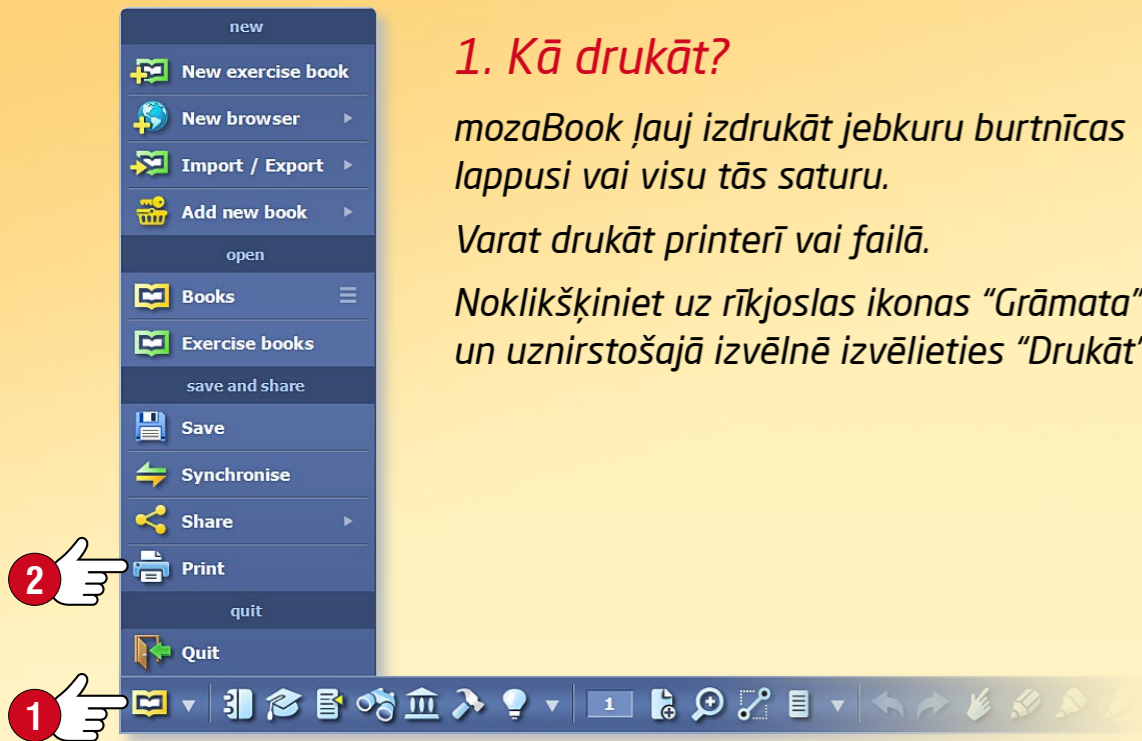 new
New exercise book
New browser
Import / Export
Add new book
open
Books
Exercise books
save and share
Save
Synchronise
Share
Print
quit
Quit
2
1
1
1. Kā drukāt?
mozaBook ļauj izdrukāt jebkuru burtnīcas
lappusi vai visu tās saturu.
Varat drukāt printerī vai failā.
Noklikšķiniet uz rīkjoslas ikonas “Grāmata”
un uznirstošajā izvēlnē izvēlieties “Drukāt”